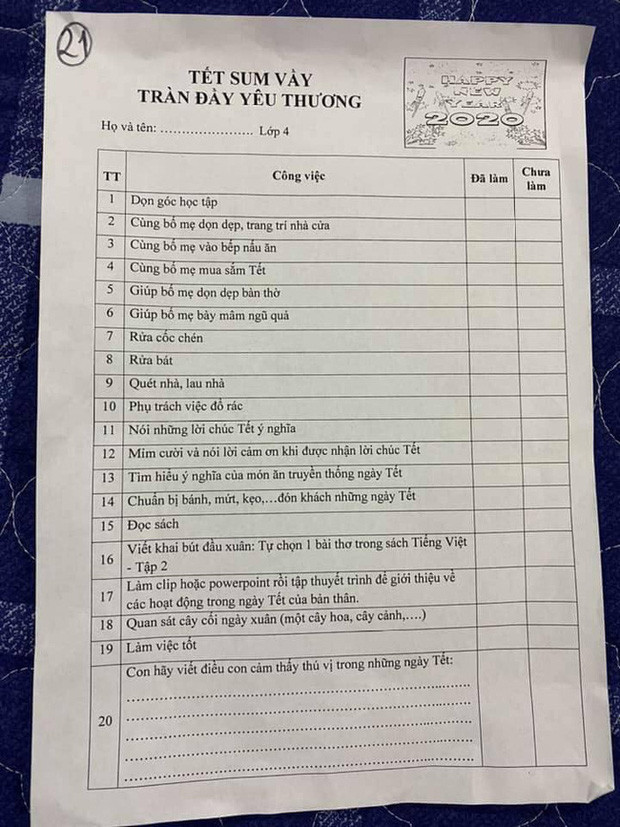 21
TẾT SUM VẦY
TRÀN ĐẦY YÊU THƯƠNG
HAPPY
NEW
YEAR
2020
Họ và tên: ........................ Lớp 4
TT Công việc Đã làm Chưa làm
1 Dọn góc học tập
2 Cùng bố mẹ dọn dẹp, trang trí nhà cửa
3 Cùng bố mẹ vào bếp nấu ăn
4 Cùng bố mẹ mua sắm Tết
5 Giúp bố mẹ dọn dẹp bàn thờ
6 Giúp bố mẹ bày mâm ngũ quả
7 Rửa cốc chén
8 Rửa bát
9 Quét nhà, lau nhà
10 Phụ trách việc đổ rác
11 Nói những lời chúc Tết ý nghĩa
12 Mỉm cười và nói lời cảm ơn khi được nhận lời chúc Tết
13 Tìm hiểu ý nghĩa của món ăn truyền thống ngày Tết
14 Chuẩn bị bánh, mứt, kẹo,…đón khách những ngày Tết
15 Đọc sách
16 Viết khai bút đầu xuân: Tự chọn 1 bài thơ trong sách Tiếng Việt
- Tập 2
17 Làm clip hoặc powerpoint rồi tập thuyết trình để giới thiệu về
các hoạt động trong ngày Tết của bản thân.
18 Quan sát cây cối ngày xuân (một cây hoa, cây cảnh,….)
19 Làm việc tốt
20 Con hãy viết điều con cảm thấy thú vị trong những ngày Tết: